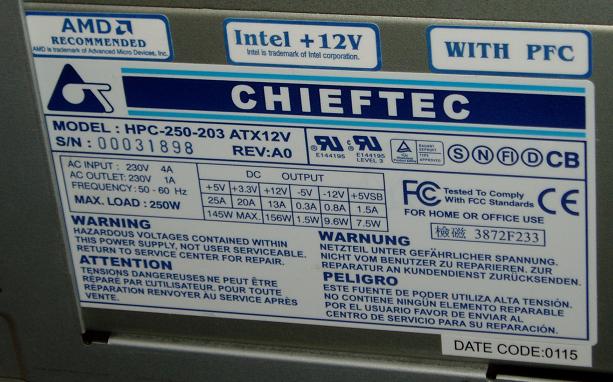 AMD
RECOMMENDED
AMD is trademark of Advanced Micro Devices, Inc.
Intel +12V
Intel is trademark of Intel corporation.
WITH PFC
CHIEFTEC
MODEL : HPC-250-203 ATX12V
S/N : 00031898 REV:A0
E144195
E144195
LEVEL 3
TYPE
APPROVED
S N FI D CB
AC INPUT : 230V 4A
AC OUTLET: 230V 1A
FREQUENCY: 50 - 60 HZ
MAX. LOAD : 250W
DC OUTPUT
+5V +3.3V +12V -5V -12V +5VSB
25A 20A 13A 0.3A 0.8A 1.5A
145W MAX. 156W 1.5W 9.6W 7.5W
FC Tested To Comply
With FCC Standards CE
FOR HOME OR OFFICE USE
檢磁 3872F233
WARNING
HAZARDOUS VOLTAGES CONTAINED WITHIN
THIS POWER SUPPLY, NOT USER SERVICEABLE.
RETURN TO SERVICE CENTER FOR REPAIR.
ATTENTION
TENSIONS DANGEREUSES NE PEUT ÊTRE
RÉPARÉ PAR L'UTILISATEUR. POUR TOUTE
RÉPARATION RENVOYER AU SERVICE APRÈS
VENTE.
WARNUNG
NETZTEIL UNTER GEFÄHRLICHER SPANNUNG.
NICHT VOM BENUTZER ZU REPARIEREN. ZUR
REPARATUR AN KUNDENDIENST ZURÜCKSENDEN.
PELIGRO
ESTE FUENTE DE PODER UTILIZA ALTA TENSIÓN.
NO CONTIENE NINGÚN ELEMENTO REPARABLE
POR EL USUARIO FAVOR DE ENVIAR AL
CENTRO DE SERVICIO PARA SU REPARACIÓN.
DATE CODE:0115